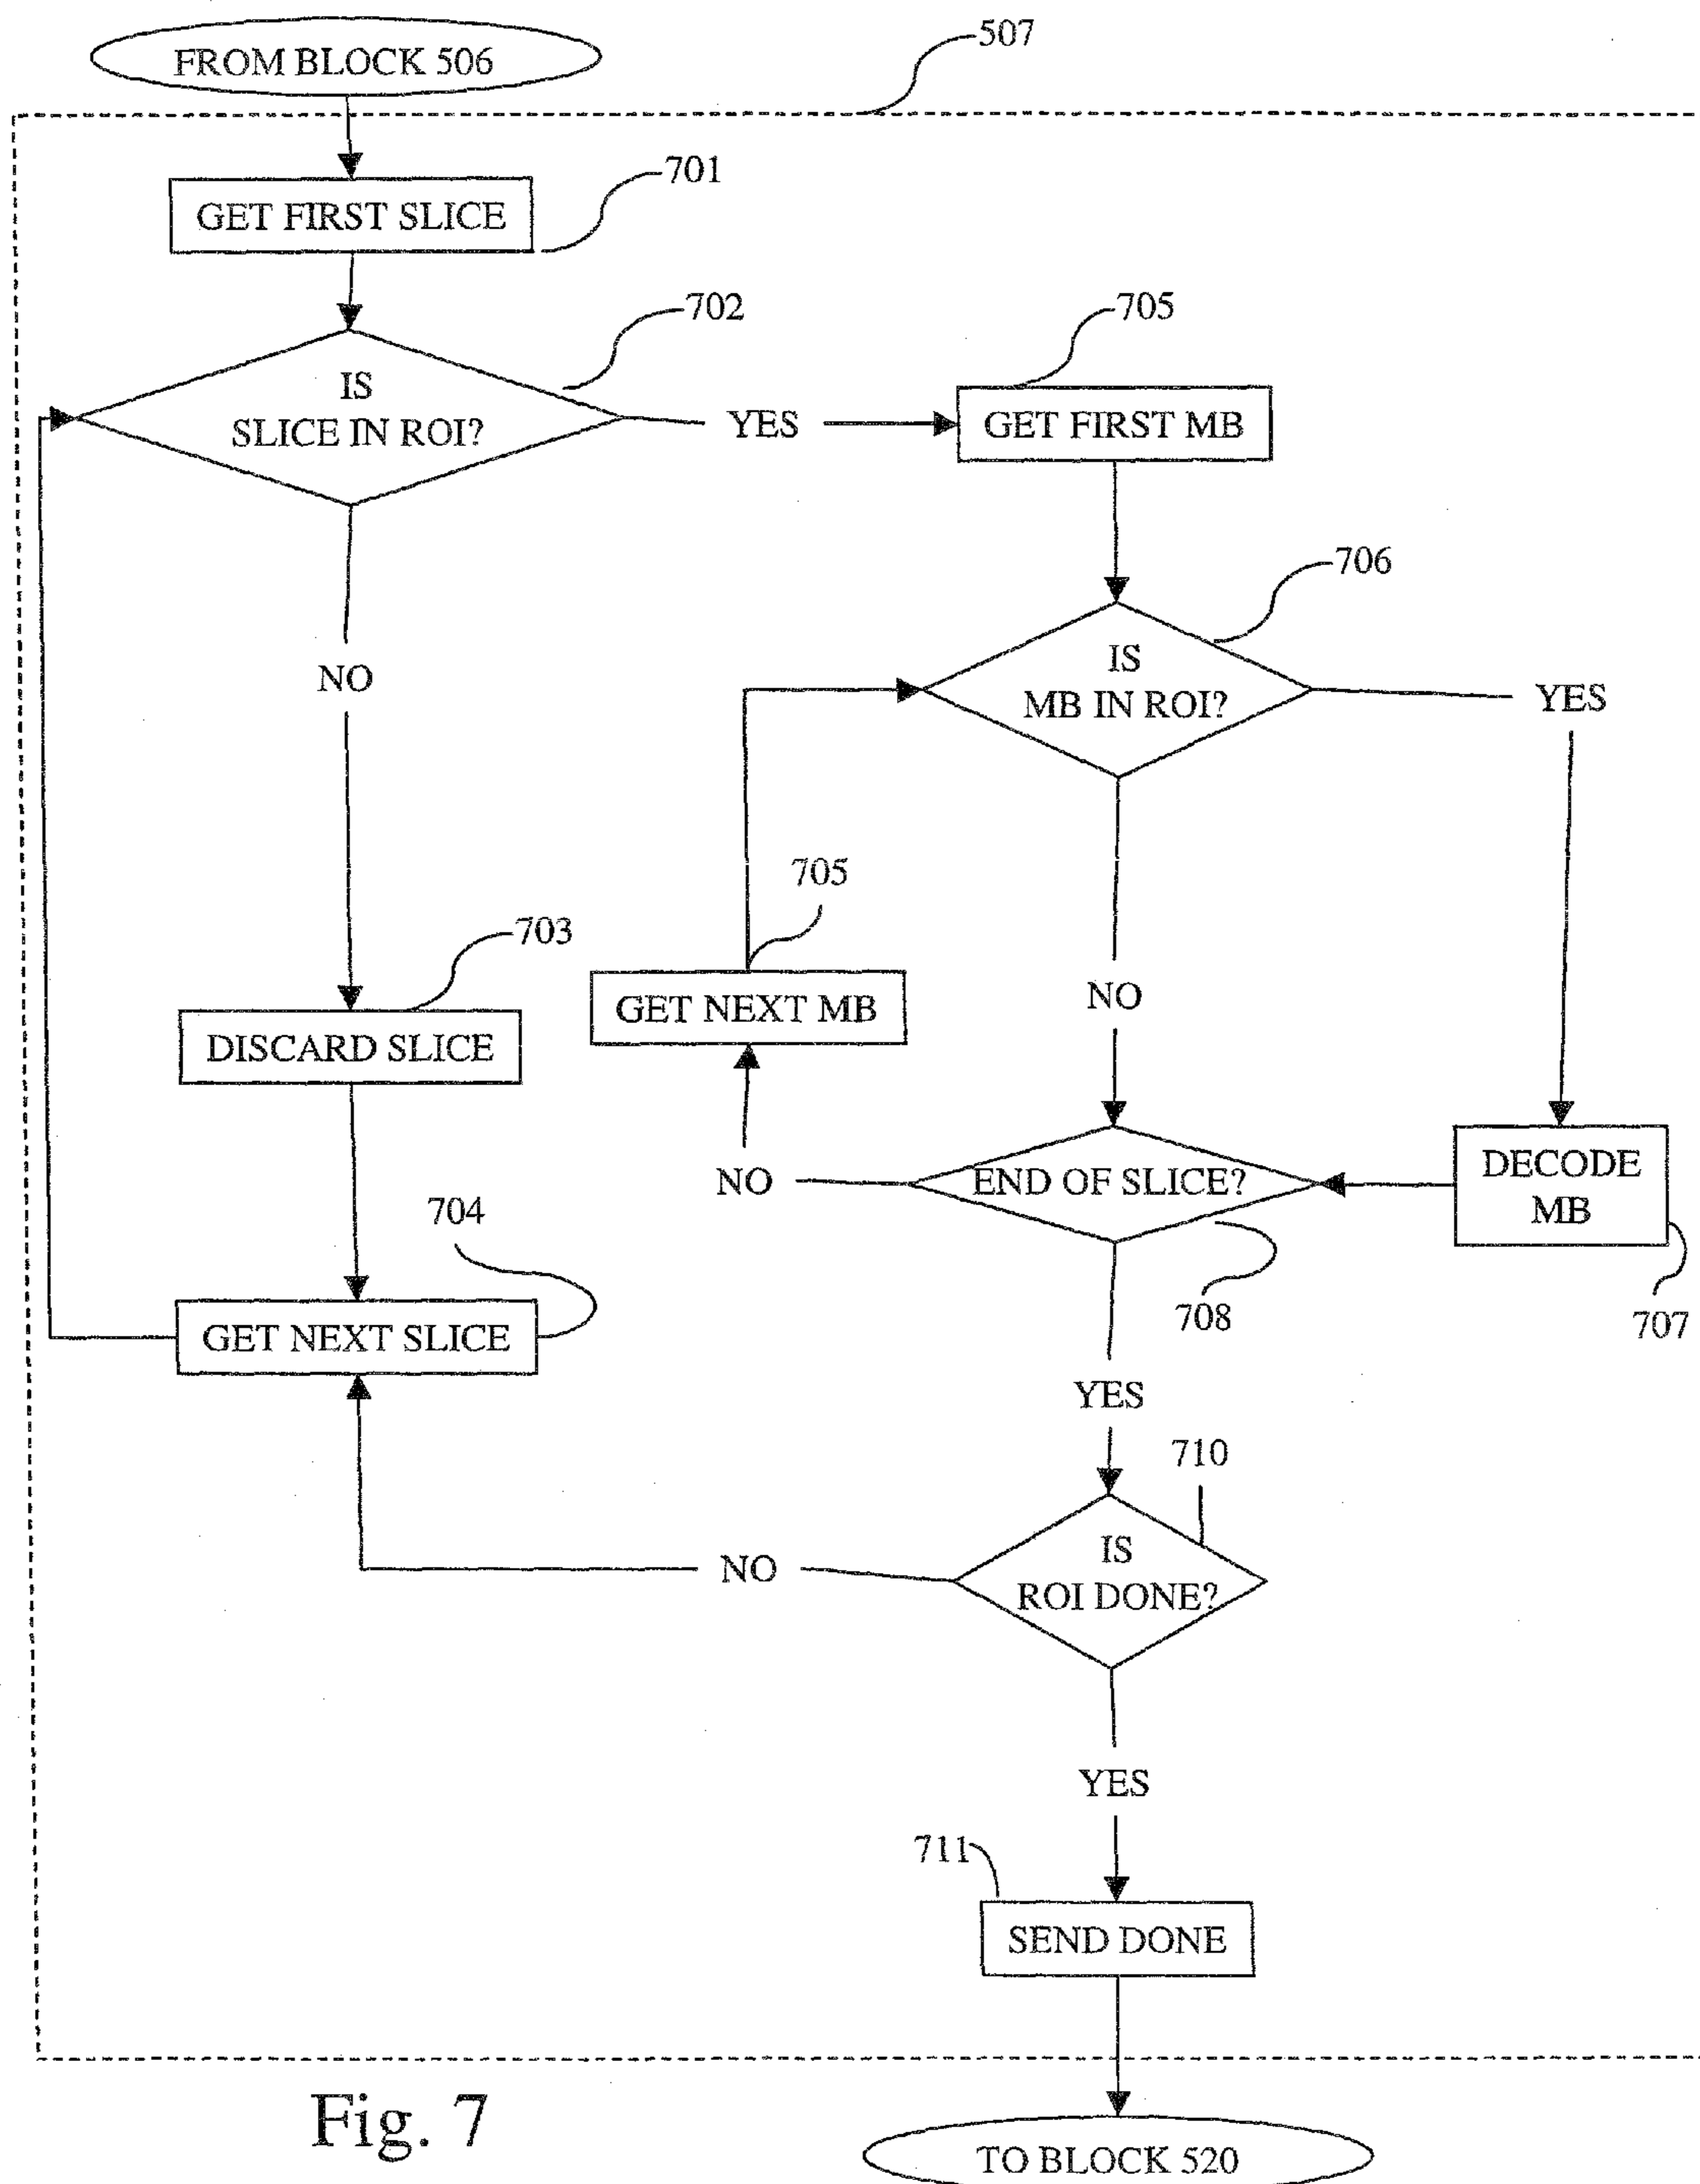 FROM BLOCK 506
507
701
GET FIRST SLICE
702
705
IS
SLICE IN ROI?
YES
GET FIRST MB
706
IS
MB IN ROI?
YES
NO
705
703
GET NEXT MB
NO
DISCARD SLICE
DECODE
MB
END OF SLICE?
NO
704
708
707
GET NEXT SLICE
YES
710
IS
ROI DONE?
NO
YES
711
SEND DONE
Fig. 7
TO BLOCK 520